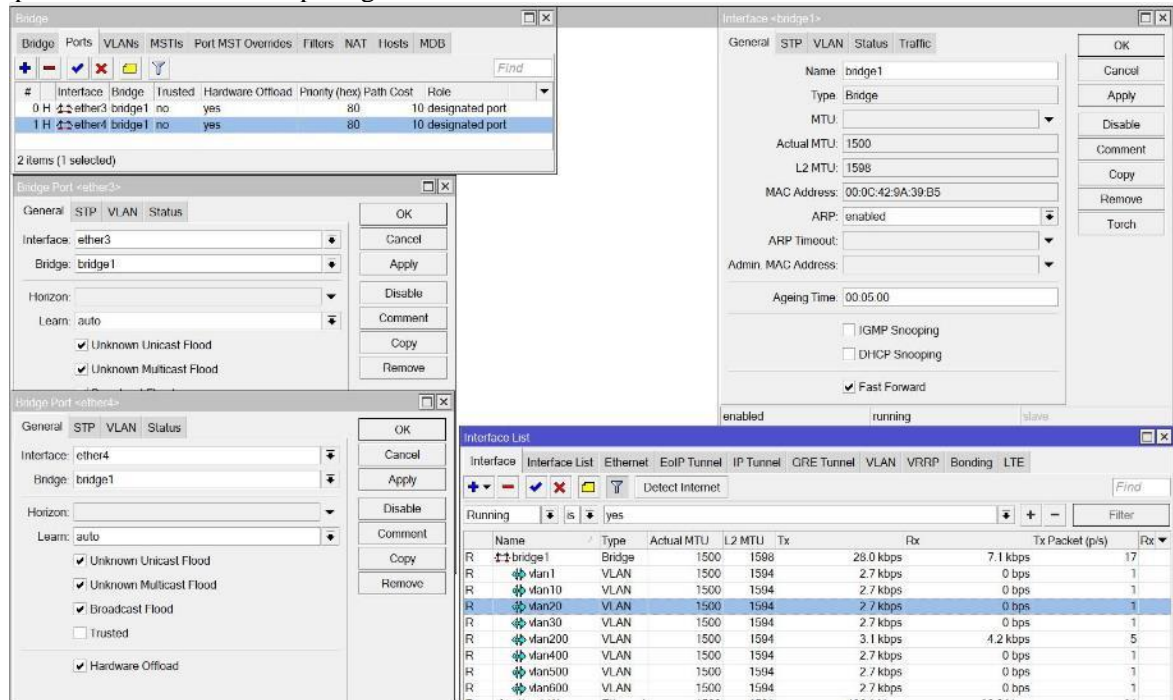 Bridge
Bridge Ports VLANs MSTIs Port MST Overrides Filters NAT Hosts MDB
Find
# Interface Bridge Trusted Hardware Offload Priority (hex) Path Cost Role
0 H ether3 bridge1 no yes 80 10 designated port
1 H ether4 bridge1 no yes 80 10 designated port
2 items (1 selected)
Bridge Port <ether3>
General STP VLAN Status
OK
Interface: ether3
Cancel
Bridge: bridge1
Apply
Horizon:
Disable
Learn: auto
Comment
Unknown Unicast Flood
Copy
Unknown Multicast Flood
Remove
Bridge Port <ether4>
General STP VLAN Status
OK
Interface: ether4
Cancel
Bridge: bridge1
Apply
Horizon:
Disable
Learn: auto
Comment
Unknown Unicast Flood
Copy
Unknown Multicast Flood
Remove
Broadcast Flood
Trusted
Hardware Offload
Interface <bridge1>
General STP VLAN Status Traffic
OK
Name: bridge1
Cancel
Type: Bridge
Apply
MTU:
Disable
Actual MTU: 1500
Comment
L2 MTU: 1598
Copy
MAC Address: 00:0C:42:9A:39:B5
Remove
ARP: enabled
Torch
ARP Timeout:
Admin. MAC Address:
Ageing Time: 00:05:00
IGMP Snooping
DHCP Snooping
Fast Forward
enabled running slave
Interface List
Interface Interface List Ethernet EoIP Tunnel IP Tunnel GRE Tunnel VLAN VRRP Bonding LTE
Detect Internet
Find
Running is yes
Filter
Name Type Actual MTU L2 MTU Tx Rx Tx Packet (p/s) Rx
R bridge1 Bridge 1500 1598 28.0 kbps 7.1 kbps 17
R vlan1 VLAN 1500 1594 2.7 kbps 0 bps 1
R vlan10 VLAN 1500 1594 2.7 kbps 0 bps 1
R vlan20 VLAN 1500 1594 2.7 kbps 0 bps 1
R vlan30 VLAN 1500 1594 2.7 kbps 0 bps 1
R vlan200 VLAN 1500 1594 3.1 kbps 4.2 kbps 5
R vlan400 VLAN 1500 1594 2.7 kbps 0 bps 1
R vlan500 VLAN 1500 1594 2.7 kbps 0 bps 1
R vlan600 VLAN 1500 1594 2.7 kbps 0 bps 1